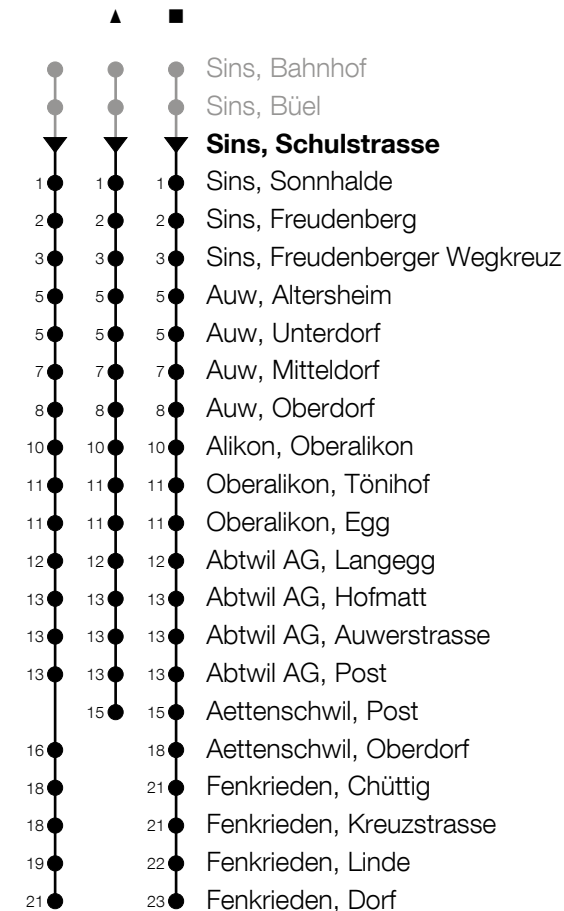 ▲ ■
Sins, Bahnhof
Sins, Büel
Sins, Schulstrasse
1 1 1 Sins, Sonnhalde
2 2 2 Sins, Freudenberg
3 3 3 Sins, Freudenberger Wegkreuz
5 5 5 Auw, Altersheim
5 5 5 Auw, Unterdorf
7 7 7 Auw, Mitteldorf
8 8 8 Auw, Oberdorf
10 10 10 Alikon, Oberalikon
11 11 11 Oberalikon, Tönihof
11 11 11 Oberalikon, Egg
12 12 12 Abtwil AG, Langegg
13 13 13 Abtwil AG, Hofmatt
13 13 13 Abtwil AG, Auwerstrasse
13 13 13 Abtwil AG, Post
15 15 Aettenschwil, Post
16 18 Aettenschwil, Oberdorf
18 21 Fenkrieden, Chüttig
18 21 Fenkrieden, Kreuzstrasse
19 22 Fenkrieden, Linde
21 23 Fenkrieden, Dorf